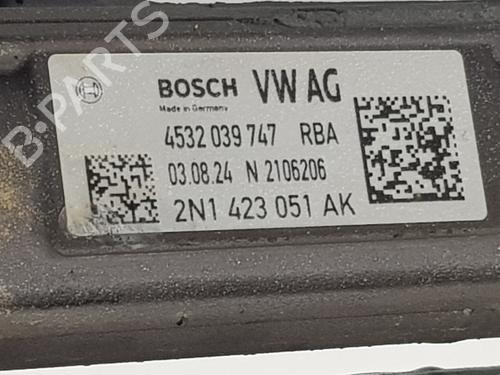 BOSCH VW AG
Made in Germany
4532 039 747 RBA
03.08.24 N 2106206
2N1 423 051 AK
B-PARTS